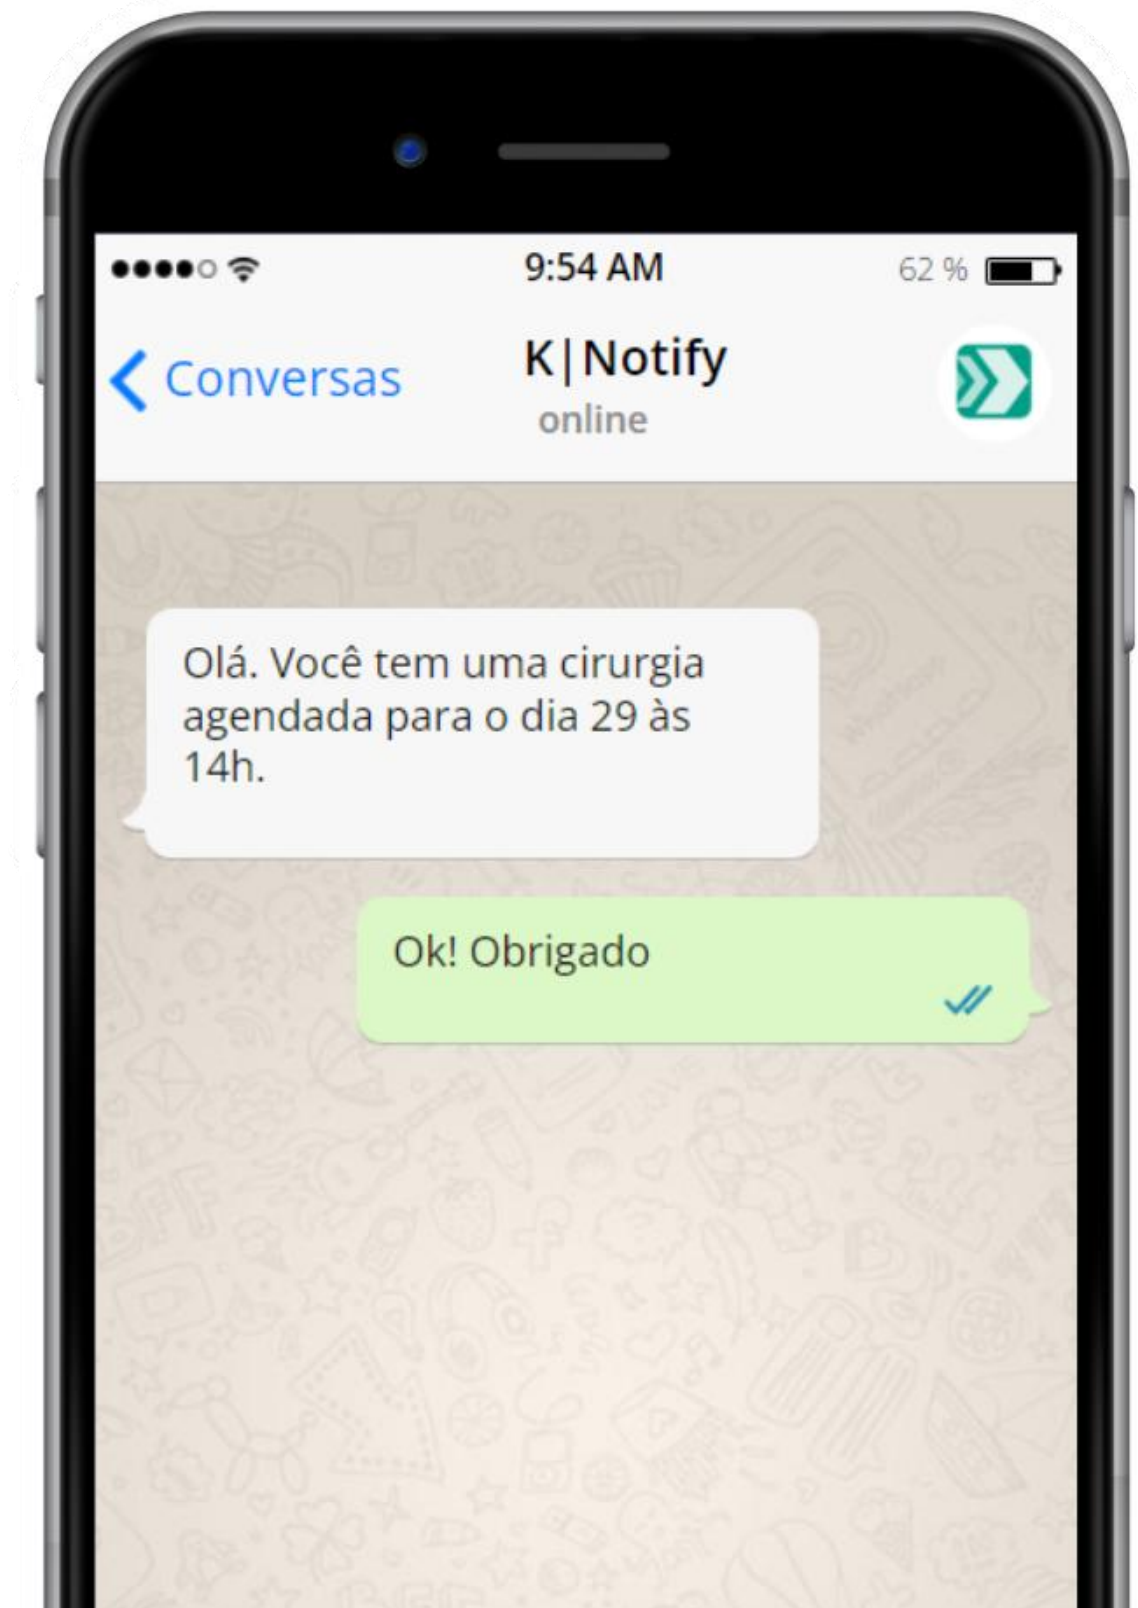 9:54 AM
62 %
Conversas
K|Notify
online
Olá. Você tem uma cirurgia
agendada para o dia 29 às
14h.
Ok! Obrigado